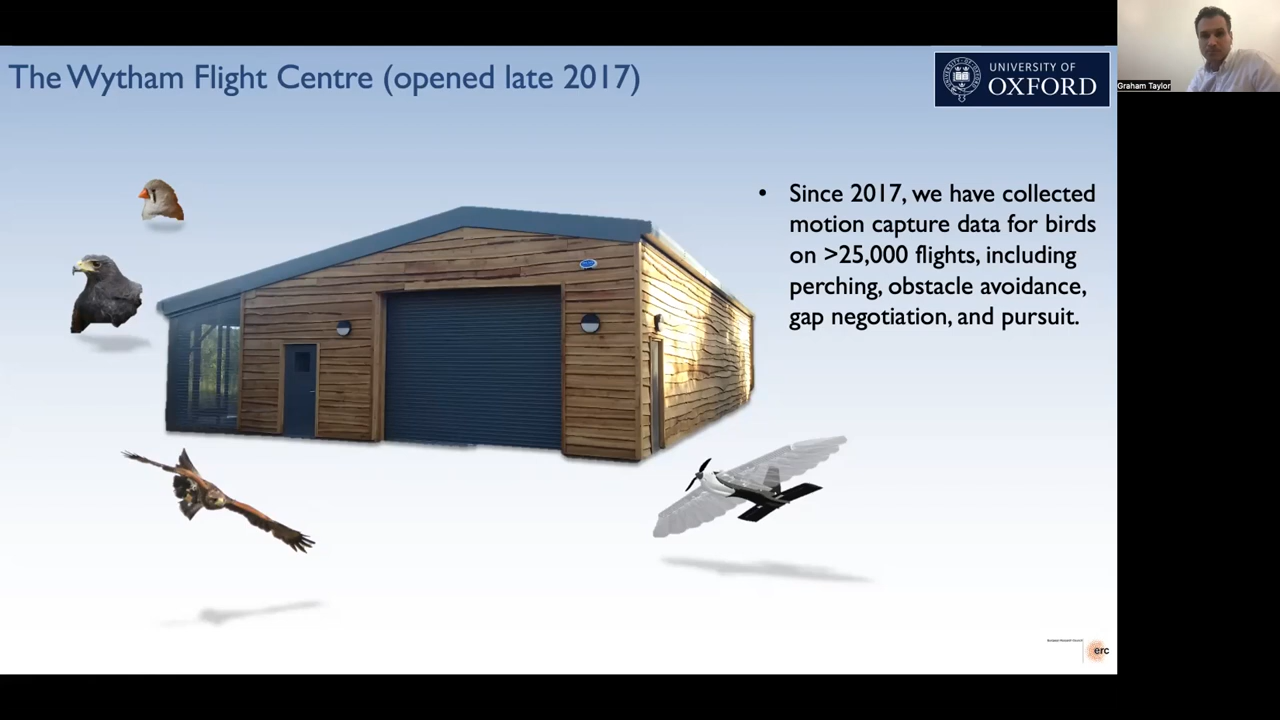 The Wytham Flight Centre (opened late 2017)
UNIVERSITY OF
OXFORD
Graham Taylor
• Since 2017, we have collected
motion capture data for birds
on >25,000 flights, including
perching, obstacle avoidance,
gap negotiation, and pursuit.
erc